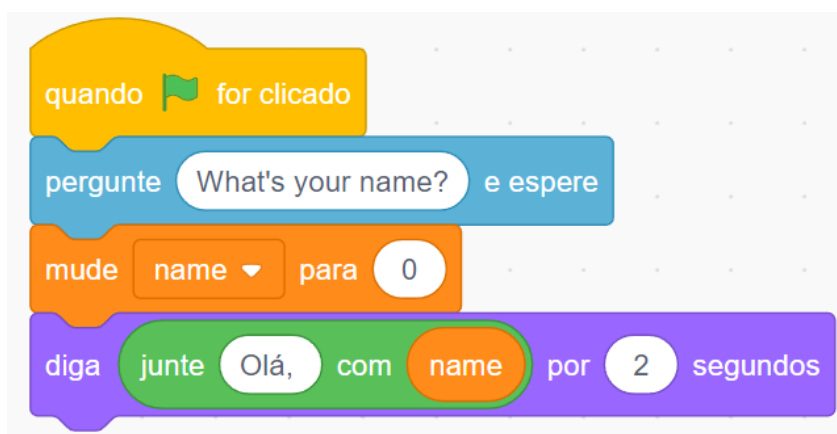 quando for clicado
pergunte What's your name? e espere
mude name para 0
diga junte Olá, com name por 2 segundos